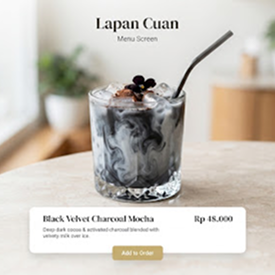 Lapan Cuan
Menu Screen
Black Velvet Charcoal Mocha
Rp 48.000
Deep dark cocoa & activated charcoal blended with
velvety milk over ice.
Add to Order